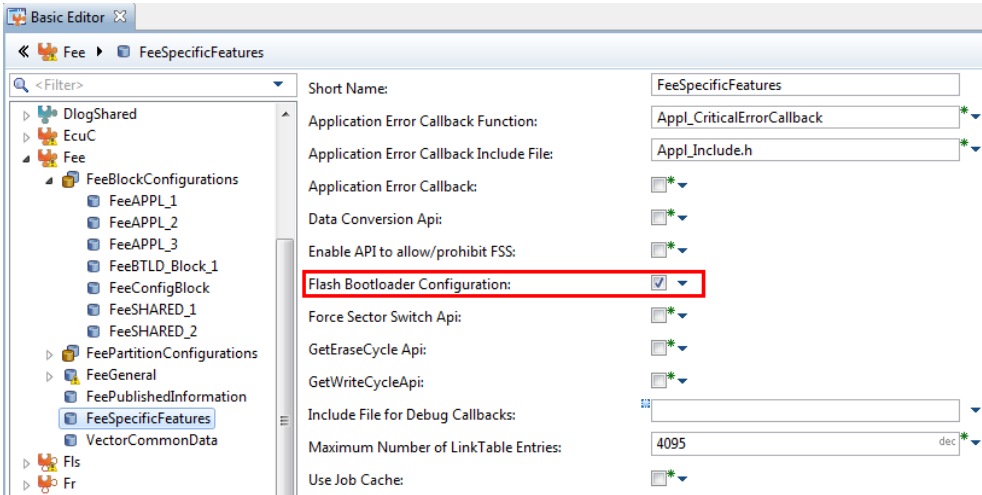 Basic Editor
Fee FeeSpecificFeatures
<Filter>
DlogShared
EcuC
Fee
FeeBlockConfigurations
FeeAPPL_1
FeeAPPL_2
FeeAPPL_3
FeeBTLD_Block_1
FeeConfigBlock
FeeSHARED_1
FeeSHARED_2
FeePartitionConfigurations
FeeGeneral
FeePublishedInformation
FeeSpecificFeatures
VectorCommonData
Fls
Fr
Short Name: FeeSpecificFeatures
Application Error Callback Function: Appl_CriticalErrorCallback
Application Error Callback Include File: Appl_Include.h
Application Error Callback:
Data Conversion Api:
Enable API to allow/prohibit FSS:
Flash Bootloader Configuration:
Force Sector Switch Api:
GetEraseCycle Api:
GetWriteCycleApi:
Include File for Debug Callbacks:
Maximum Number of LinkTable Entries: 4095 dec
Use Job Cache: